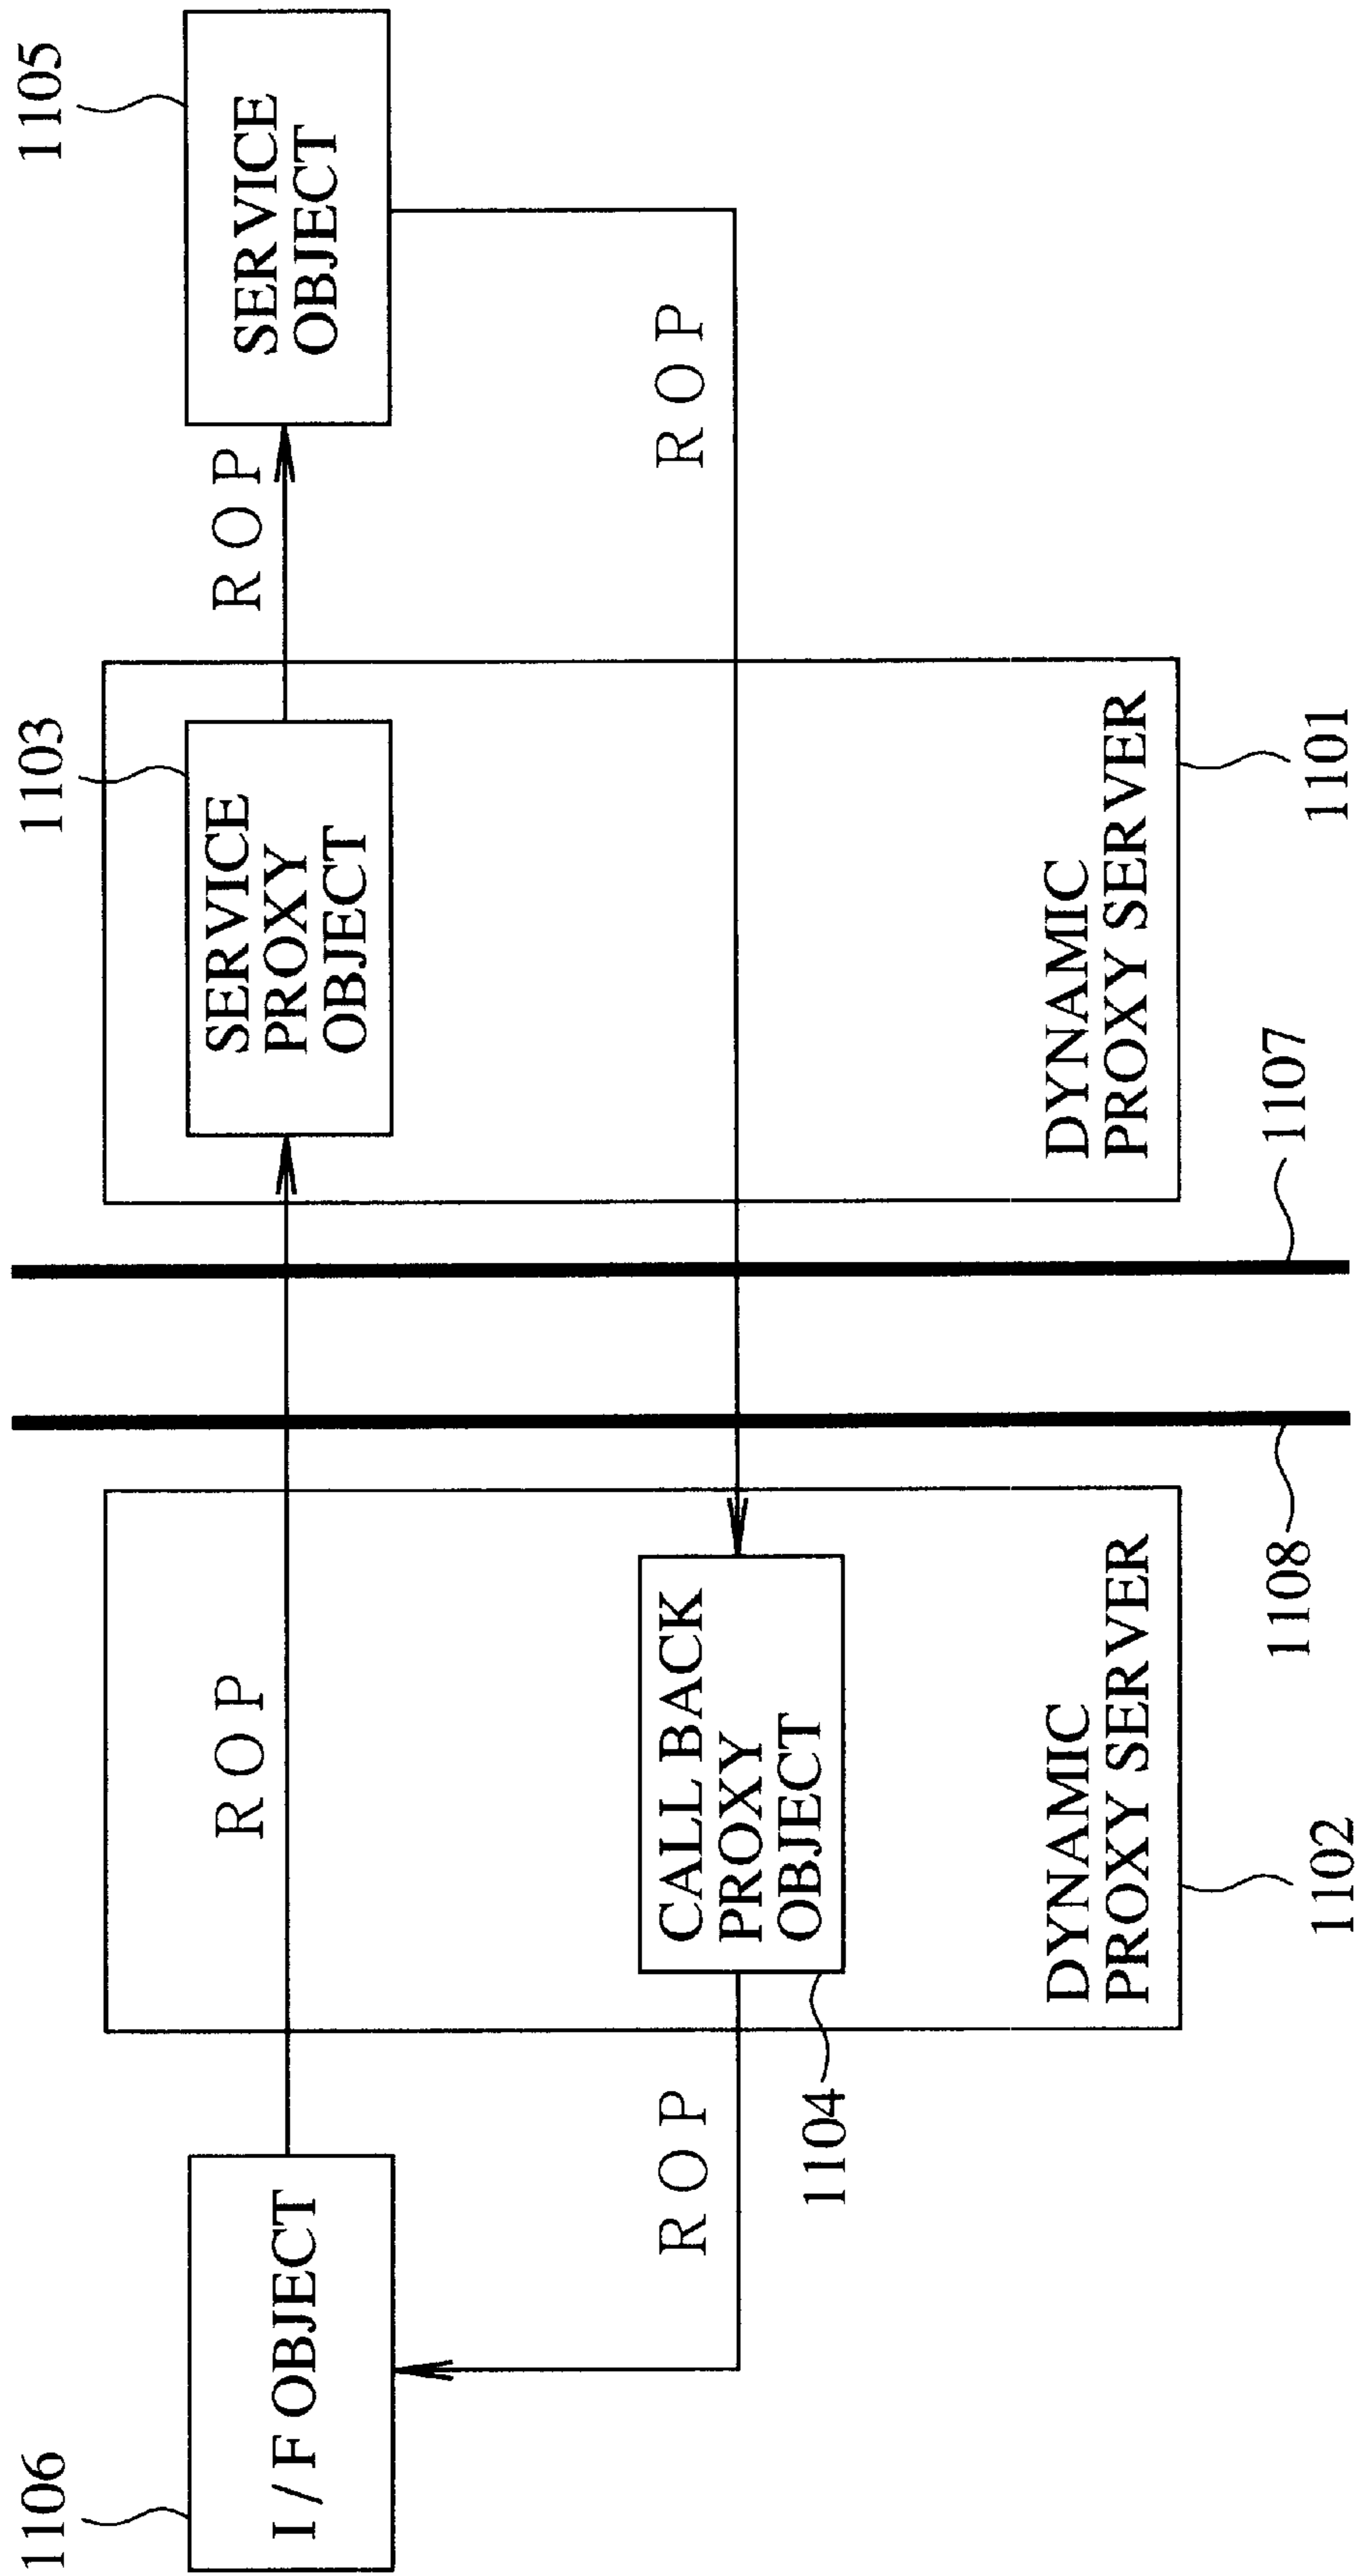 1106
I/F OBJECT
ROP
1104
ROP
CALL BACK
PROXY
OBJECT
DYNAMIC
PROXY SERVER
1102
1108
1107
1103
SERVICE
PROXY
OBJECT
DYNAMIC
PROXY SERVER
1101
ROP
ROP
1105
SERVICE
OBJECT